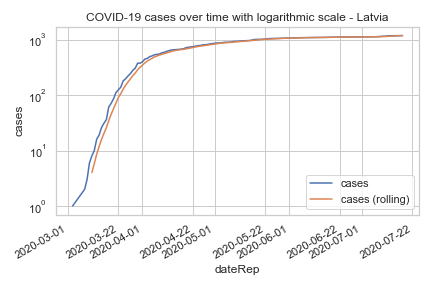 COVID-19 cases over time with logarithmic scale - Latvia
10³
10²
10¹
10⁰
cases
cases
cases (rolling)
2020-03-01
2020-03-22
2020-04-01
2020-04-22
2020-05-01
2020-05-22
2020-06-01
2020-06-22
2020-07-01
2020-07-22
dateRep